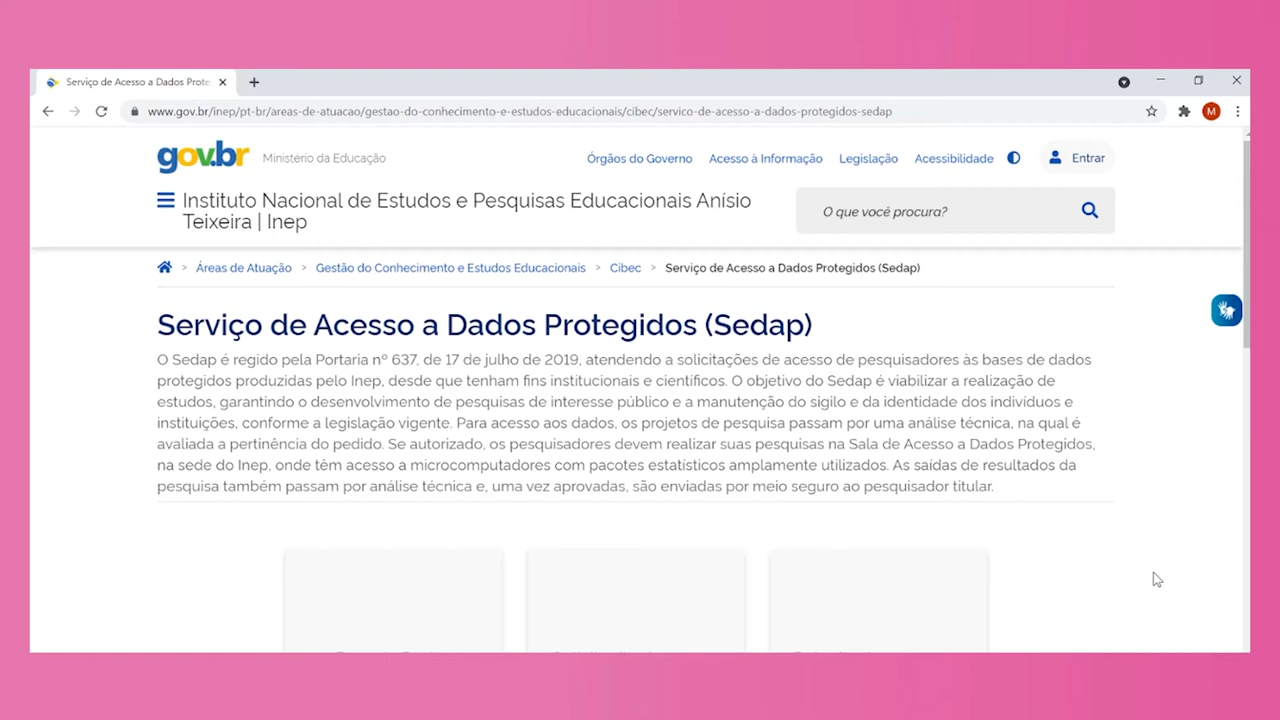 Serviço de Acesso a Dados Prote
www.gov.br/inep/pt-br/areas-de-atuacao/gestao-do-conhecimento-e-estudos-educacionais/cibec/servico-de-acesso-a-dados-protegidos-sedap
M
gov.br Ministério da Educação
Órgãos do Governo Acesso à Informação Legislação Acessibilidade Entrar
Instituto Nacional de Estudos e Pesquisas Educacionais Anísio
Teixeira | Inep
O que você procura?
> Áreas de Atuação > Gestão do Conhecimento e Estudos Educacionais > Cibec > Serviço de Acesso a Dados Protegidos (Sedap)
Serviço de Acesso a Dados Protegidos (Sedap)
O Sedap é regido pela Portaria nº 637, de 17 de julho de 2019, atendendo a solicitações de acesso de pesquisadores às bases de dados
protegidos produzidas pelo Inep, desde que tenham fins institucionais e científicos. O objetivo do Sedap é viabilizar a realização de
estudos, garantindo o desenvolvimento de pesquisas de interesse público e a manutenção do sigilo e da identidade dos indivíduos e
instituições, conforme a legislação vigente. Para acesso aos dados, os projetos de pesquisa passam por uma análise técnica, na qual é
avaliada a pertinência do pedido. Se autorizado, os pesquisadores devem realizar suas pesquisas na Sala de Acesso a Dados Protegidos,
na sede do Inep, onde têm acesso a microcomputadores com pacotes estatísticos amplamente utilizados. As saídas de resultados da
pesquisa também passam por análise técnica e, uma vez aprovadas, são enviadas por meio seguro ao pesquisador titular.